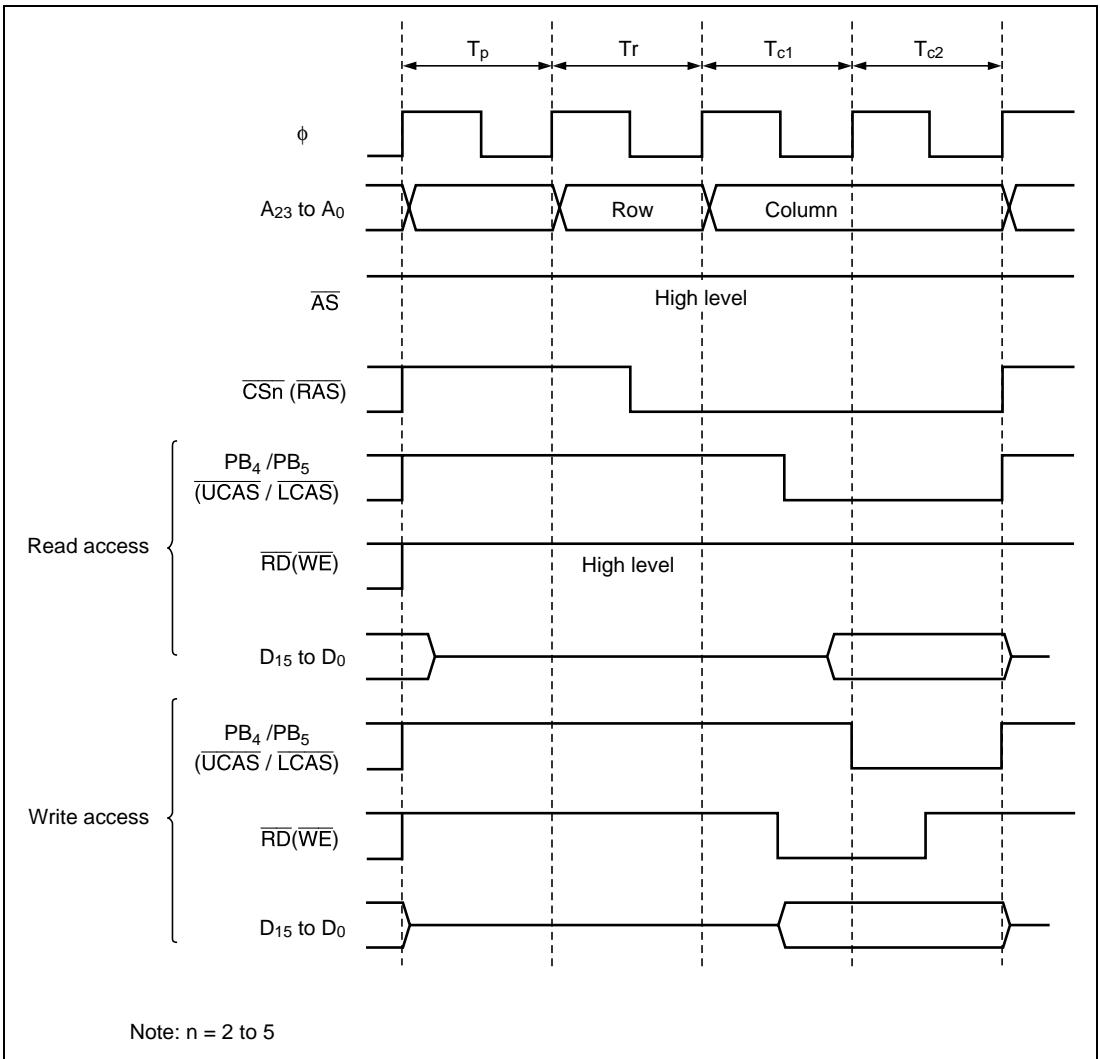 Tp Tr Tc1 Tc2
ϕ
A23 to A0 Row Column
AS High level
CSn (RAS)
PB4 /PB5
(UCAS / LCAS)
Read access
RD(WE) High level
D15 to D0
PB4 /PB5
(UCAS / LCAS)
Write access
RD(WE)
D15 to D0
Note: n = 2 to 5